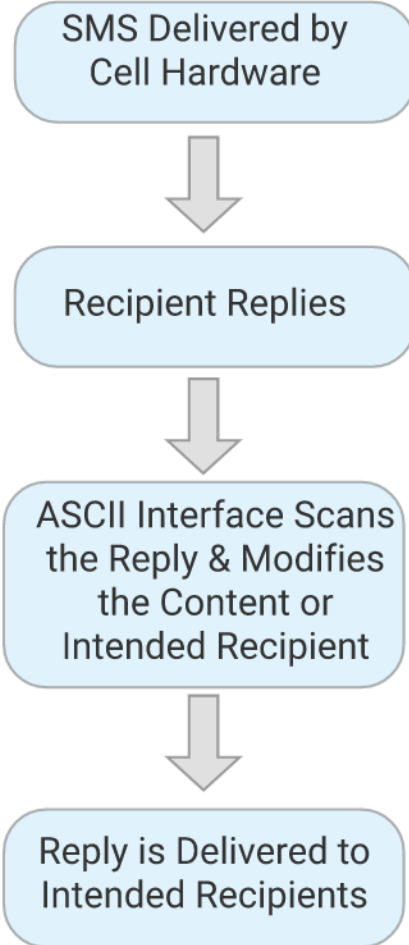 SMS Delivered by
Cell Hardware
Recipient Replies
ASCII Interface Scans
the Reply & Modifies
the Content or
Intended Recipient
Reply is Delivered to
Intended Recipients